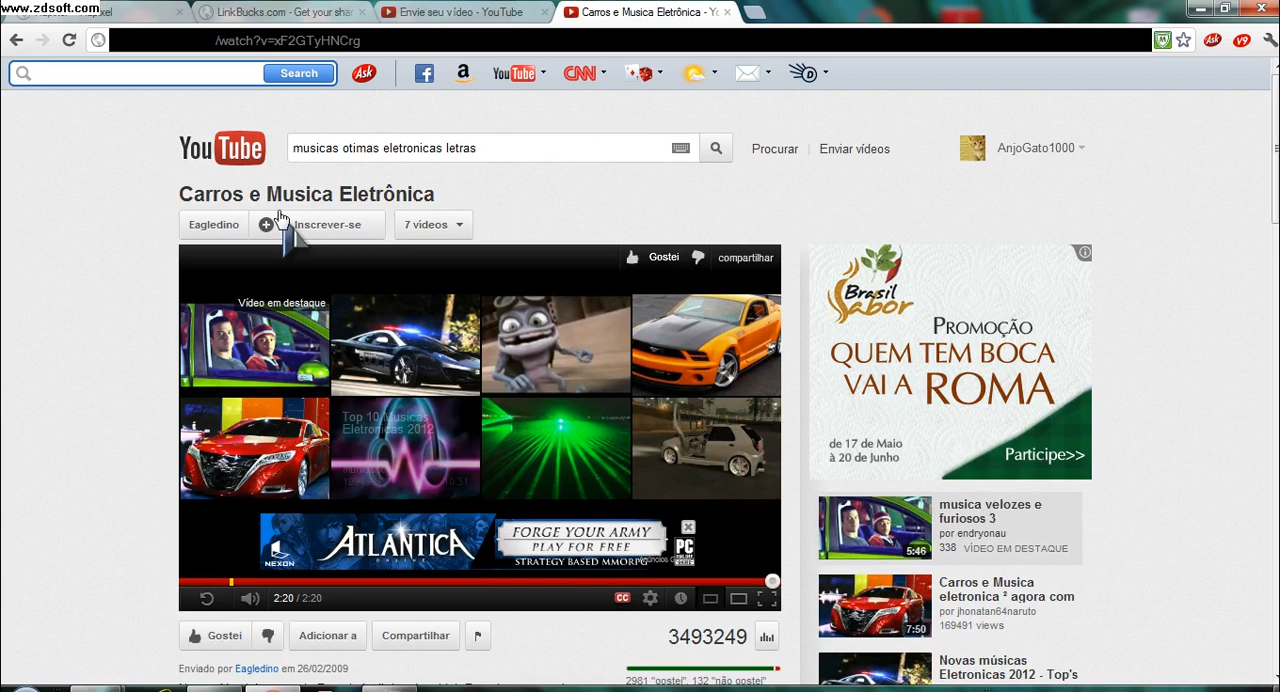 www.zdsoft.com
LinkBucks.com - Get your shar
Envie seu vídeo - YouTube
Carros e Musica Eletrônica - Yo
/watch?v=xF2GTyHNCrg
Search
Ask
YouTube
CNN
Ask
v9
YouTube
musicas otimas eletronicas letras
Procurar
Enviar vídeos
AnjoGato1000
Carros e Musica Eletrônica
Eagledino
Inscrever-se
7 vídeos
Gostei
compartilhar
Vídeo em destaque
Top 10 Musicas
Eletronicas 2012
10:31
NEXON
ATLANTICA
ONLINE
FORGE YOUR ARMY
PLAY FOR FREE
STRATEGY BASED MMORPG
PC
2:20 / 2:20
CC
Gostei
Adicionar a
Compartilhar
3493249
Enviado por Eagledino em 26/02/2009
2981 "gostei", 132 "não gostei"
Brasil
Sabor
PROMOÇÃO
QUEM TEM BOCA
VAI A ROMA
de 17 de Maio
à 20 de Junho
Participe>>
musica velozes e
furiosos 3
por endryonau
338 VÍDEO EM DESTAQUE
5:46
Carros e Musica
eletronica ² agora com
por jhonatan64naruto
169491 views
7:50
Novas músicas
Eletronicas 2012 - Top's